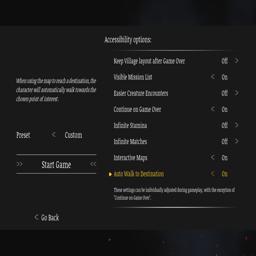 Accessibility options:
Keep Village layout after Game Over Off >
Visible Mission List < On
Easier Creature Encounters Off >
Continue on Game Over < On
Infinite Stamina Off >
Infinite Matches Off >
Interactive Maps < On
Auto Walk to Destination < On
These settings can be individually adjusted during gameplay, with the exception of
"Continue on Game Over".
When using the map to reach a destination, the
character will automatically walk towards the
chosen point of interest.
Preset < Custom
>> Start Game <<
< Go Back